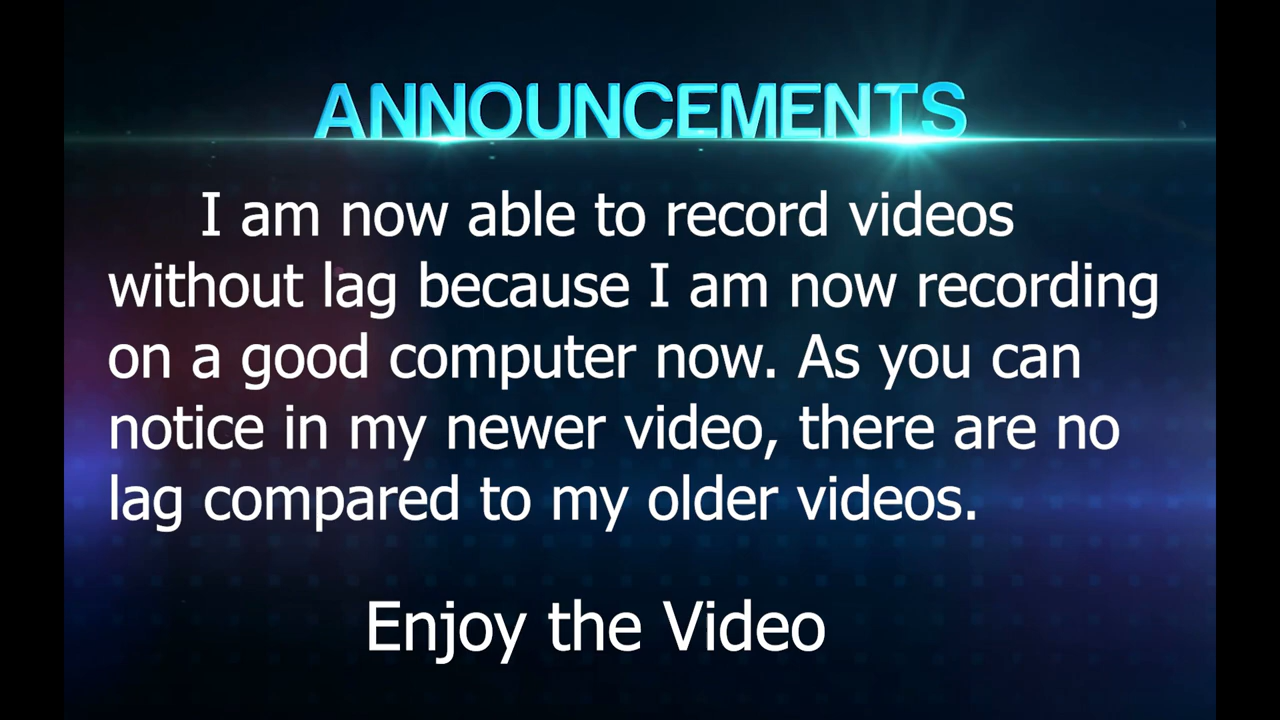 ANNOUNCEMENTS
I am now able to record videos
without lag because I am now recording
on a good computer now. As you can
notice in my newer video, there are no
lag compared to my older videos.
Enjoy the Video